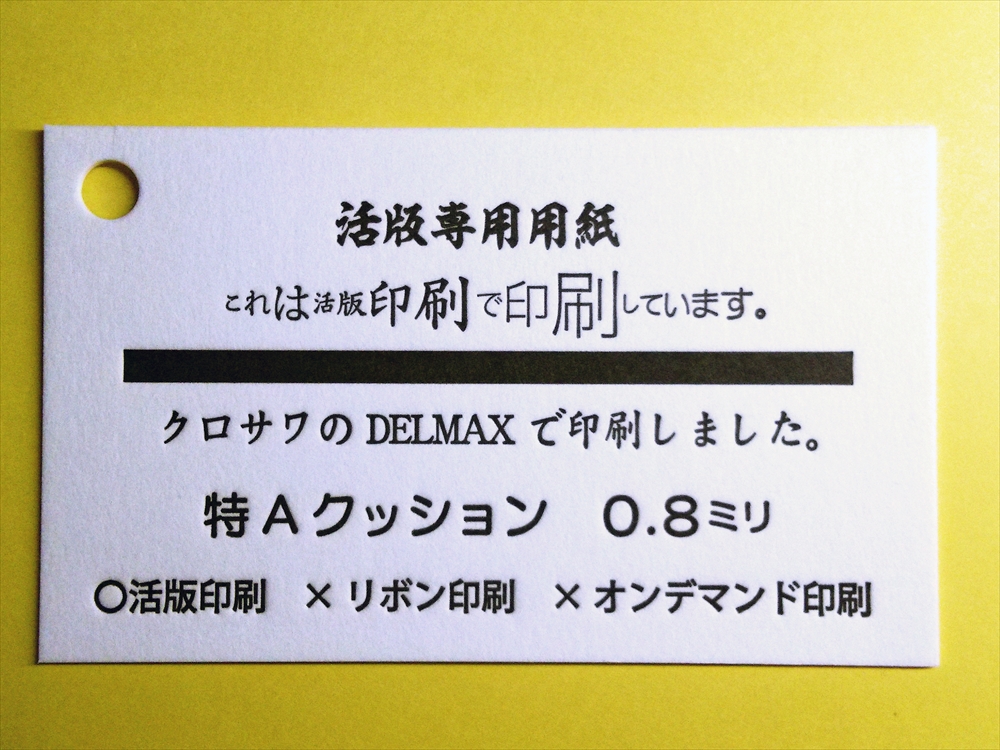 活版専用用紙
これは活版印刷で印刷しています。
クロサワのDELMAXで印刷しました。
特Aクッション　0.8ミリ
〇活版印刷　×リボン印刷　×オンデマンド印刷